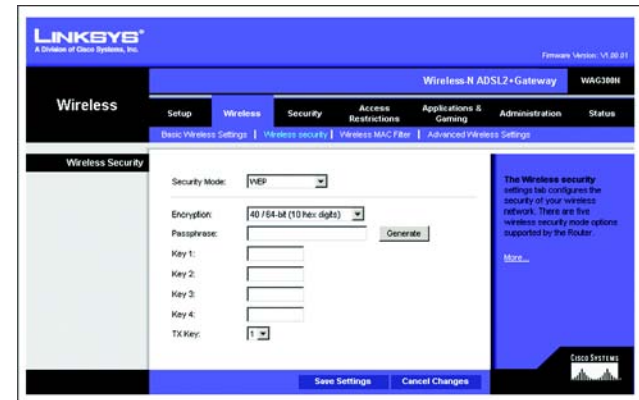 LINKSYS®
A Division of Cisco Systems, Inc.
Firmware Version: V1.00.01
Wireless-N ADSL2+Gateway WAG300N
Wireless
Setup Wireless Security Access Restrictions Applications & Gaming Administration Status
Basic Wireless Settings | Wireless security | Wireless MAC Filter | Advanced Wireless Settings
Wireless Security
Security Mode: WEP
Encryption: 40 / 64-bit (10 hex digits)
Passphrase: Generate
Key 1:
Key 2:
Key 3:
Key 4:
TX Key: 1
The Wireless security
settings tab configures the
security of your wireless
network. There are five
wireless security mode options
supported by the Router.
More...
Save Settings Cancel Changes
CISCO SYSTEMS